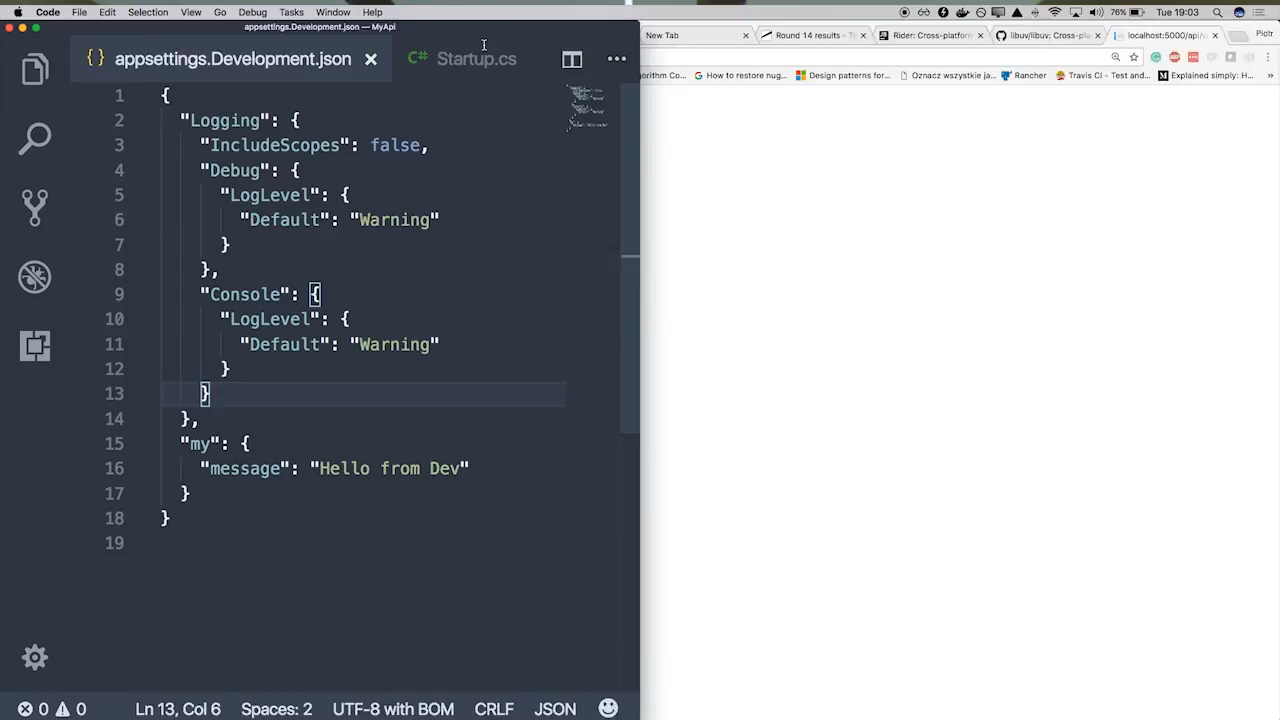 Code File Edit Selection View Go Debug Tasks Window Help 76% Tue 19:03
appsettings.Development.json — MyApi
New Tab Round 14 results – Rider: Cross-platform libuv/libuv: Cross-pla localhost:5000/api/v Piotr
algorithm Co... How to restore nug... Design patterns for... Oznacz wszystkie ja... Rancher Travis CI - Test and... Explained simply: H... »
{} appsettings.Development.json C# Startup.cs
1 {
2 "Logging": {
3 "IncludeScopes": false,
4 "Debug": {
5 "LogLevel": {
6 "Default": "Warning"
7 }
8 },
9 "Console": {
10 "LogLevel": {
11 "Default": "Warning"
12 }
13 }
14 },
15 "my": {
16 "message": "Hello from Dev"
17 }
18 }
19
0 0 Ln 13, Col 6 Spaces: 2 UTF-8 with BOM CRLF JSON